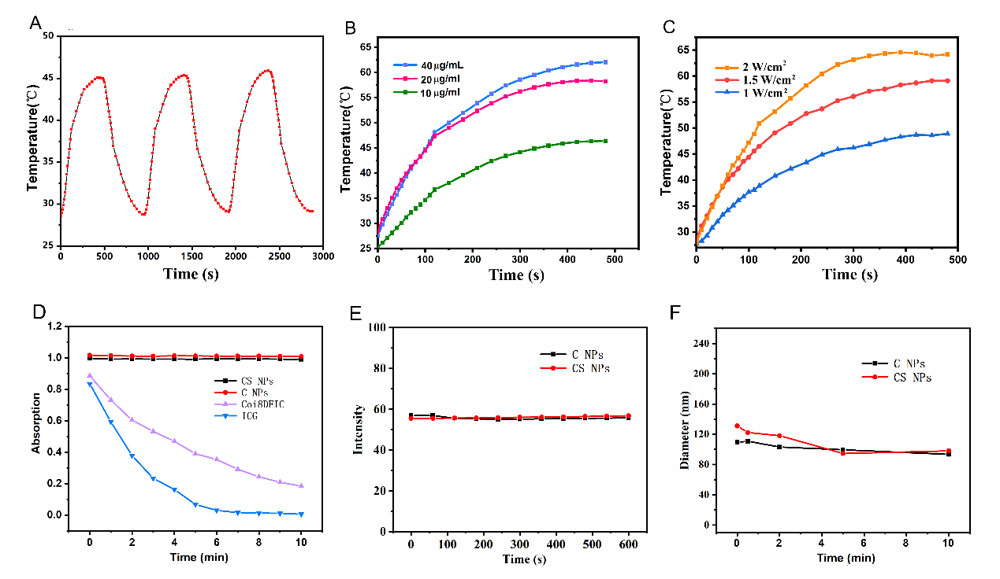 A
50
45
40
35
30
25
Temperature(℃)
0 500 1000 1500 2000 2500 3000
Time (s)
B
65
60
55
50
45
40
35
30
25
Temperature(℃)
40 μg/mL
20 μg/ml
10 μg/ml
0 100 200 300 400 500
Time (s)
C
65
60
55
50
45
40
35
30
Temperature(℃)
2 W/cm²
1.5 W/cm²
1 W/cm²
0 100 200 300 400 500
Time (s)
D
1.2
1.0
0.8
0.6
0.4
0.2
0.0
Absorption
CS NPs
C NPs
Coi8DFIC
ICG
0 2 4 6 8 10
Time (min)
E
100
80
60
40
20
0
Intensity
C NPs
CS NPs
0 100 200 300 400 500 600
Time (s)
F
240
200
160
120
80
40
0
Diameter (nm)
C NPs
CS NPs
0 2 4 6 8 10
Time (min)